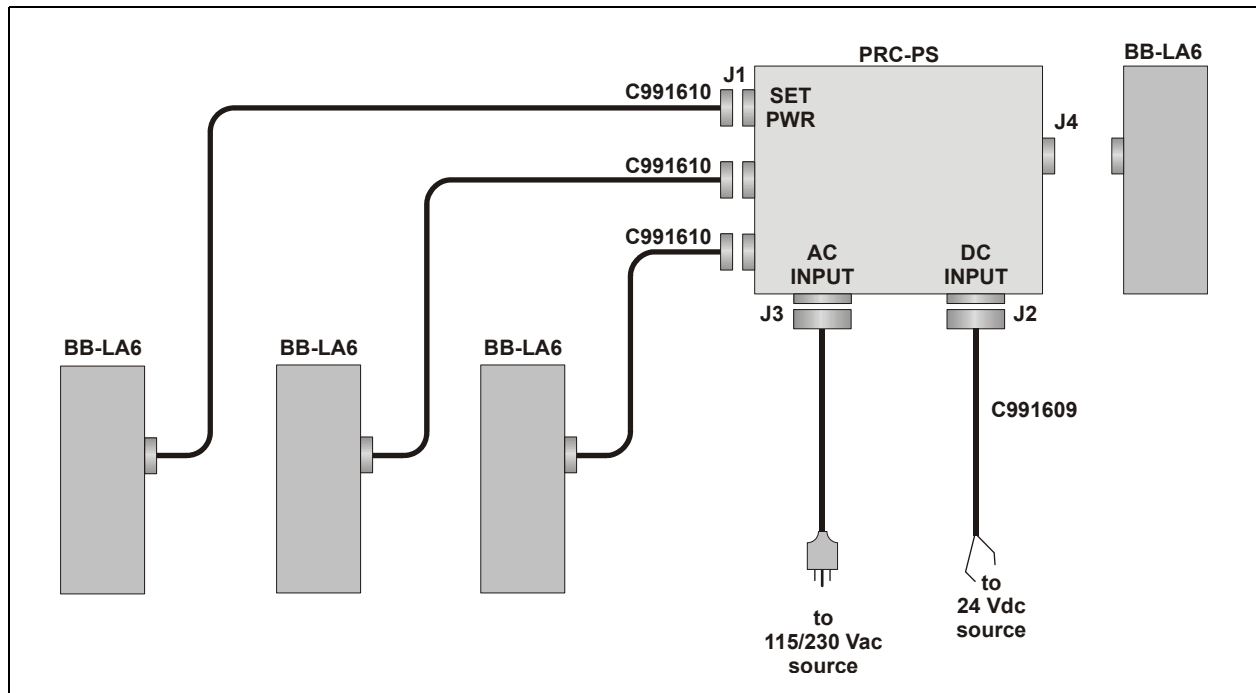 PRC-PS
BB-LA6
J1
C991610
SET
PWR
J4
C991610
C991610
AC
INPUT
DC
INPUT
J3
J2
BB-LA6
BB-LA6
BB-LA6
C991609
to
24 Vdc
source
to
115/230 Vac
source